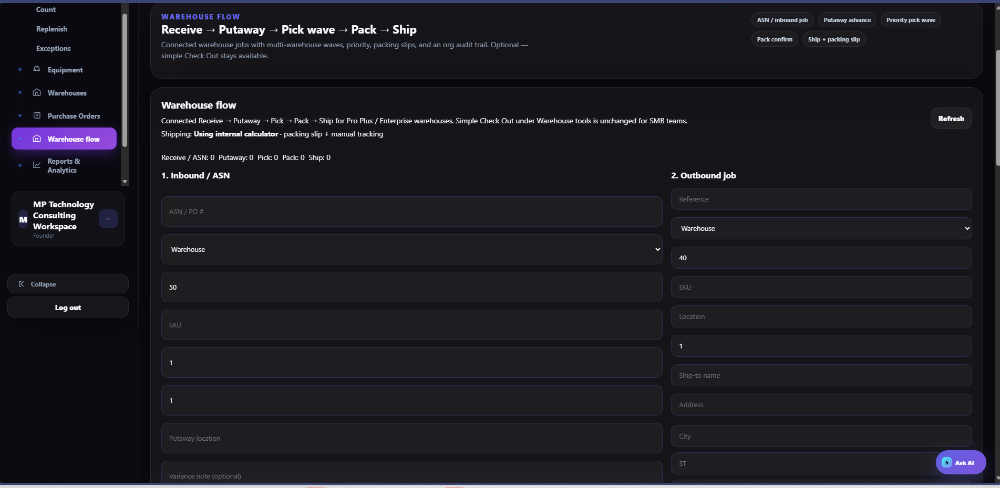 Count
Replenish
Exceptions
Equipment
Warehouses
Purchase Orders
Warehouse flow
Reports &
Analytics
M
MP Technology
Consulting
Workspace
Founder
Collapse
Log out
WAREHOUSE FLOW
Receive → Putaway → Pick wave → Pack → Ship
Connected warehouse jobs with multi-warehouse waves, priority, packing slips, and an org audit trail. Optional —
simple Check Out stays available.
ASN / inbound job
Putaway advance
Priority pick wave
Pack confirm
Ship + packing slip
Warehouse flow
Connected Receive → Putaway → Pick → Pack → Ship for Pro Plus / Enterprise warehouses. Simple Check Out under Warehouse tools is unchanged for SMB teams.
Shipping: Using internal calculator · packing slip + manual tracking
Refresh
Receive / ASN: 0 Putaway: 0 Pick: 0 Pack: 0 Ship: 0
1. Inbound / ASN
ASN / PO #
Warehouse
50
SKU
1
1
Putaway location
Variance note (optional)
2. Outbound job
Reference
Warehouse
40
SKU
Location
1
Ship-to name
Address
City
ST
S Ask AI